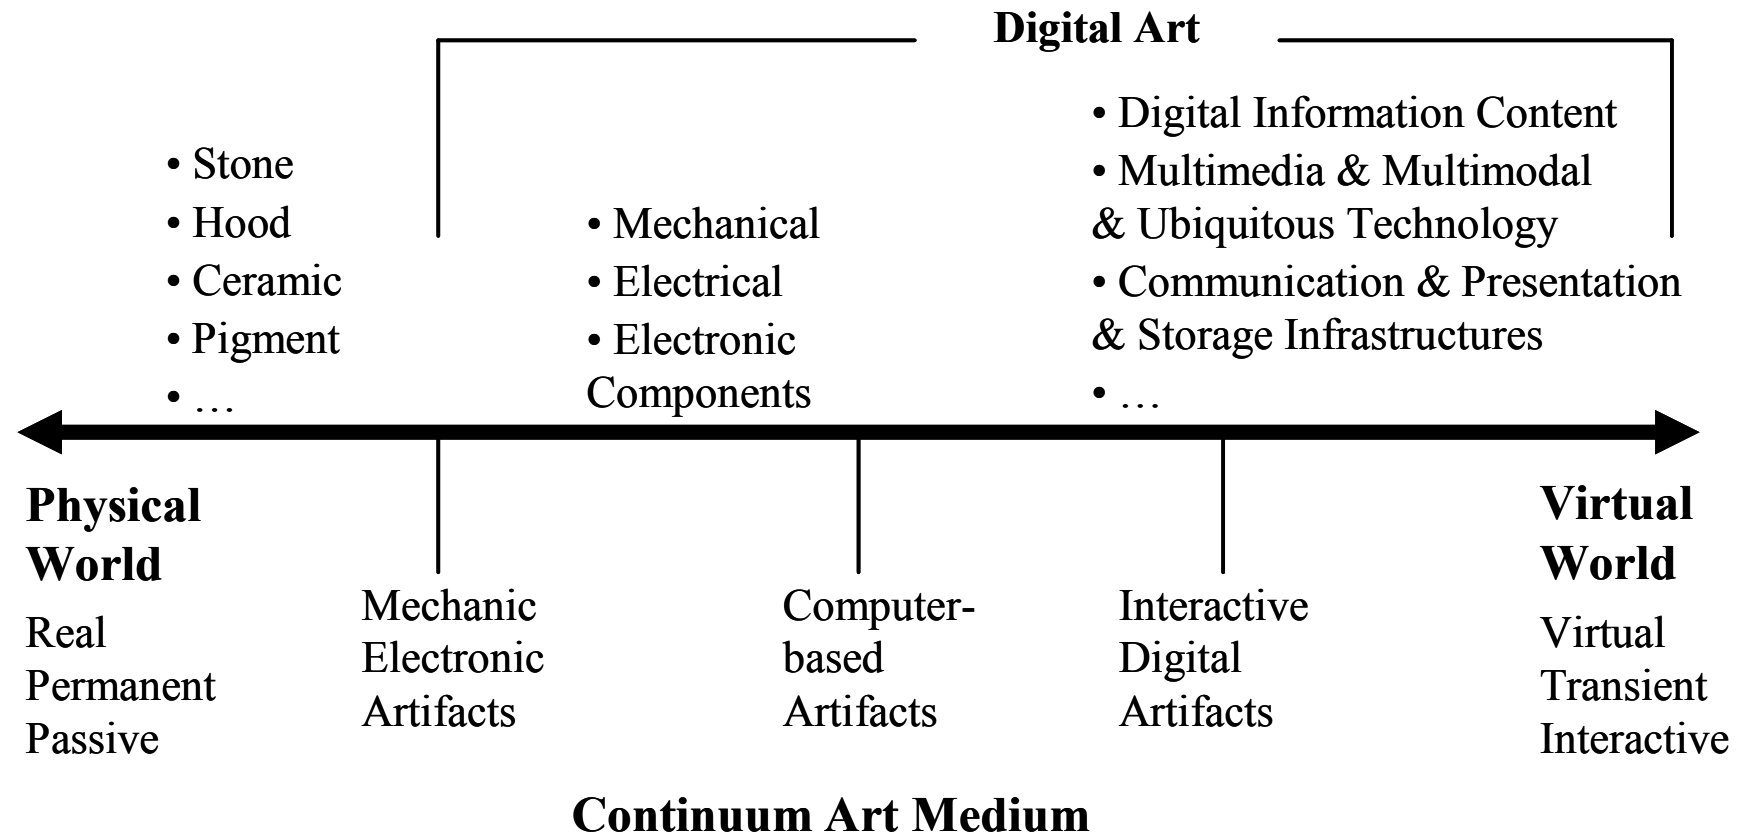 Digital Art
• Stone
• Hood
• Ceramic
• Pigment
• …
• Mechanical
• Electrical
• Electronic
Components
• Digital Information Content
• Multimedia & Multimodal
& Ubiquitous Technology
• Communication & Presentation
& Storage Infrastructures
• …
Physical
World
Real
Permanent
Passive
Mechanic
Electronic
Artifacts
Computer-
based
Artifacts
Interactive
Digital
Artifacts
Virtual
World
Virtual
Transient
Interactive
Continuum Art Medium